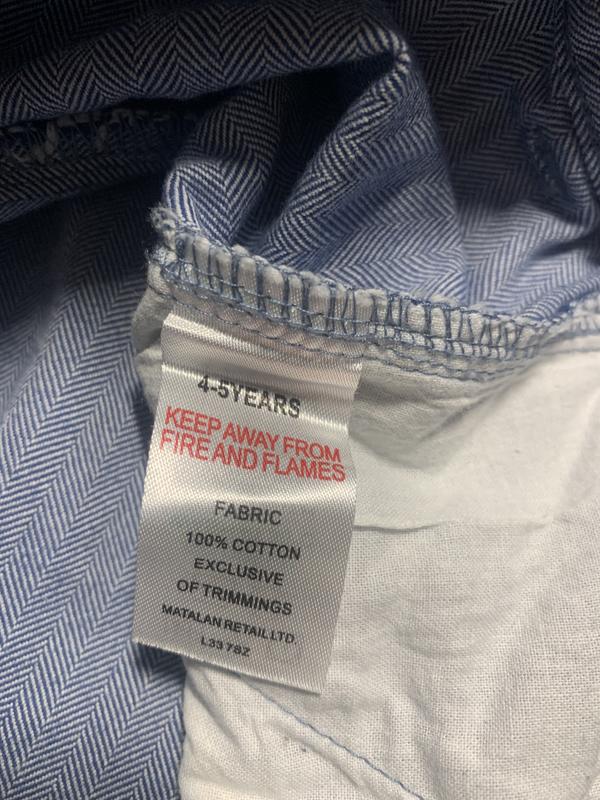 4-5YEARS
KEEP AWAY FROM
FIRE AND FLAMES
FABRIC
100% COTTON
EXCLUSIVE
OF TRIMMINGS
MATALAN RETAIL LTD.
L33 7SZ